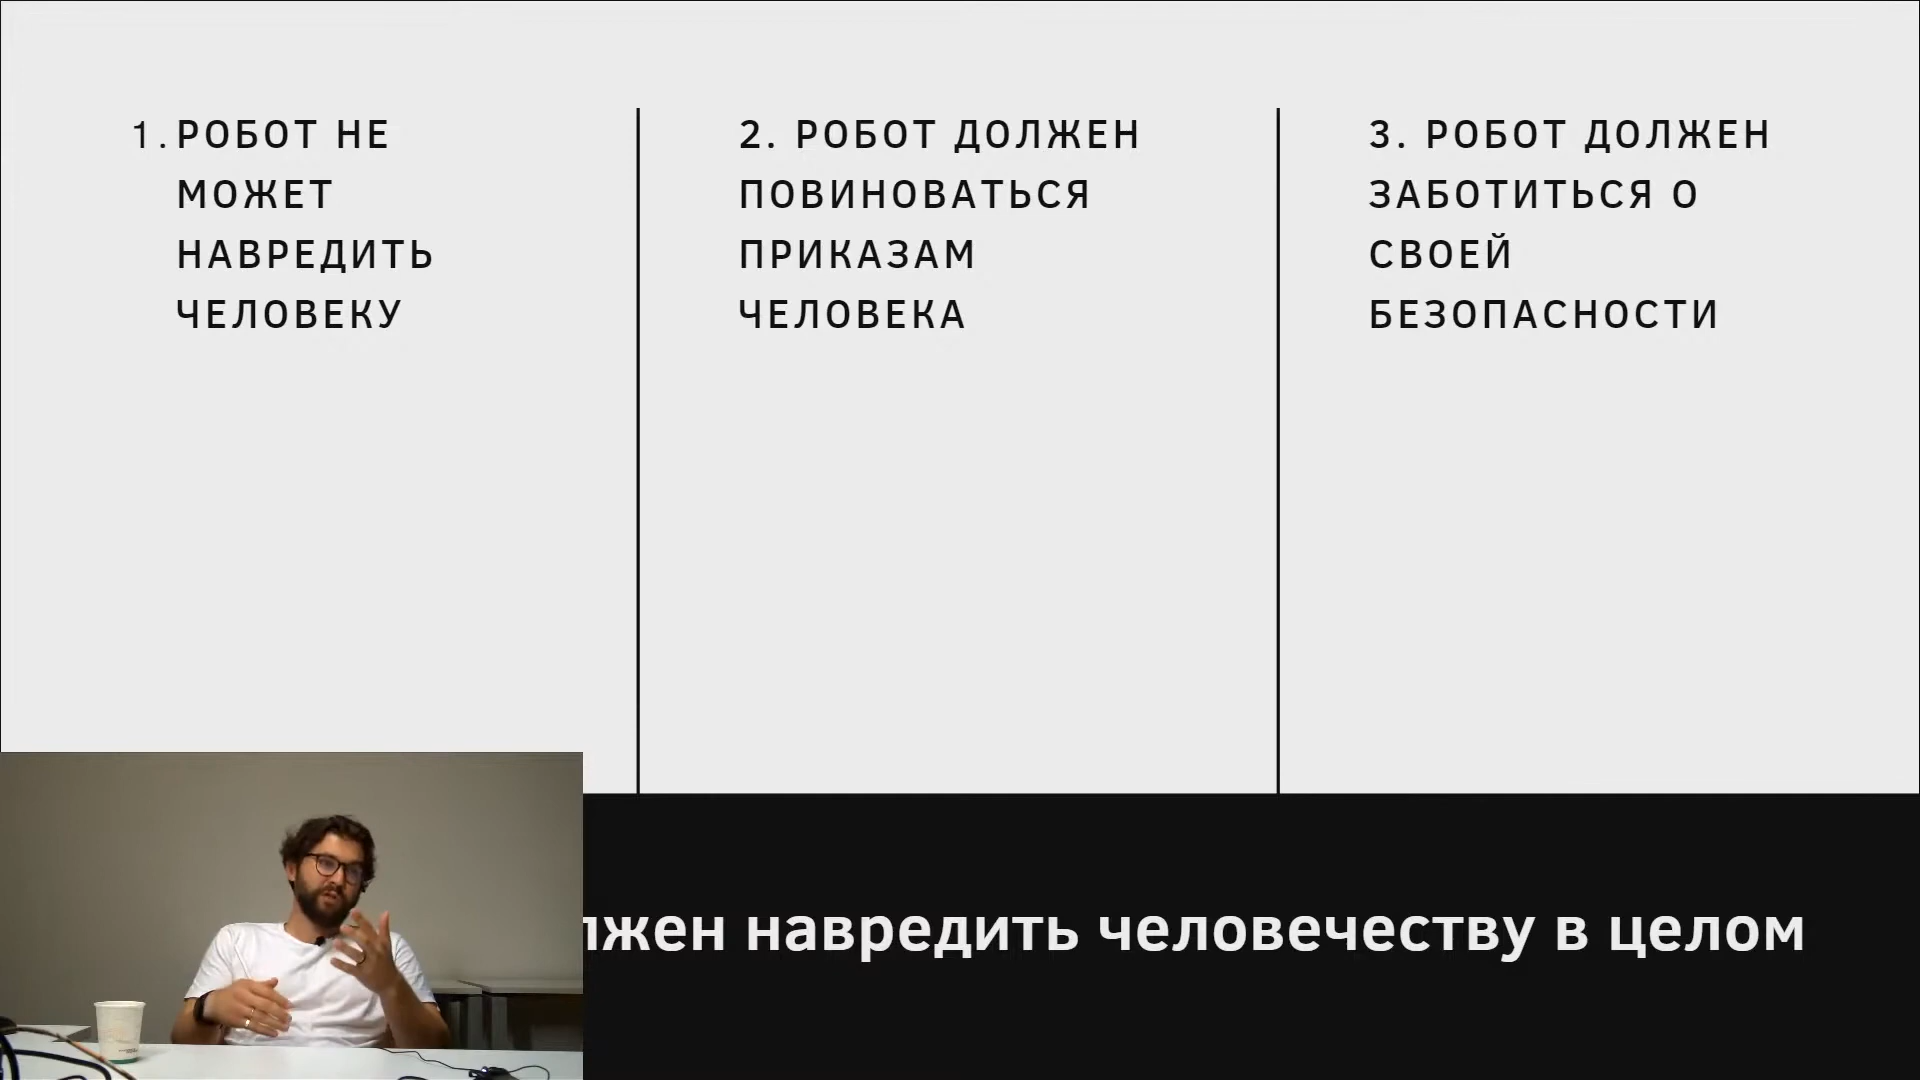 1. РОБОТ НЕ
МОЖЕТ
НАВРЕДИТЬ
ЧЕЛОВЕКУ
2. РОБОТ ДОЛЖЕН
ПОВИНОВАТЬСЯ
ПРИКАЗАМ
ЧЕЛОВЕКА
3. РОБОТ ДОЛЖЕН
ЗАБОТИТЬСЯ О
СВОЕЙ
БЕЗОПАСНОСТИ
навредить человечеству в целом